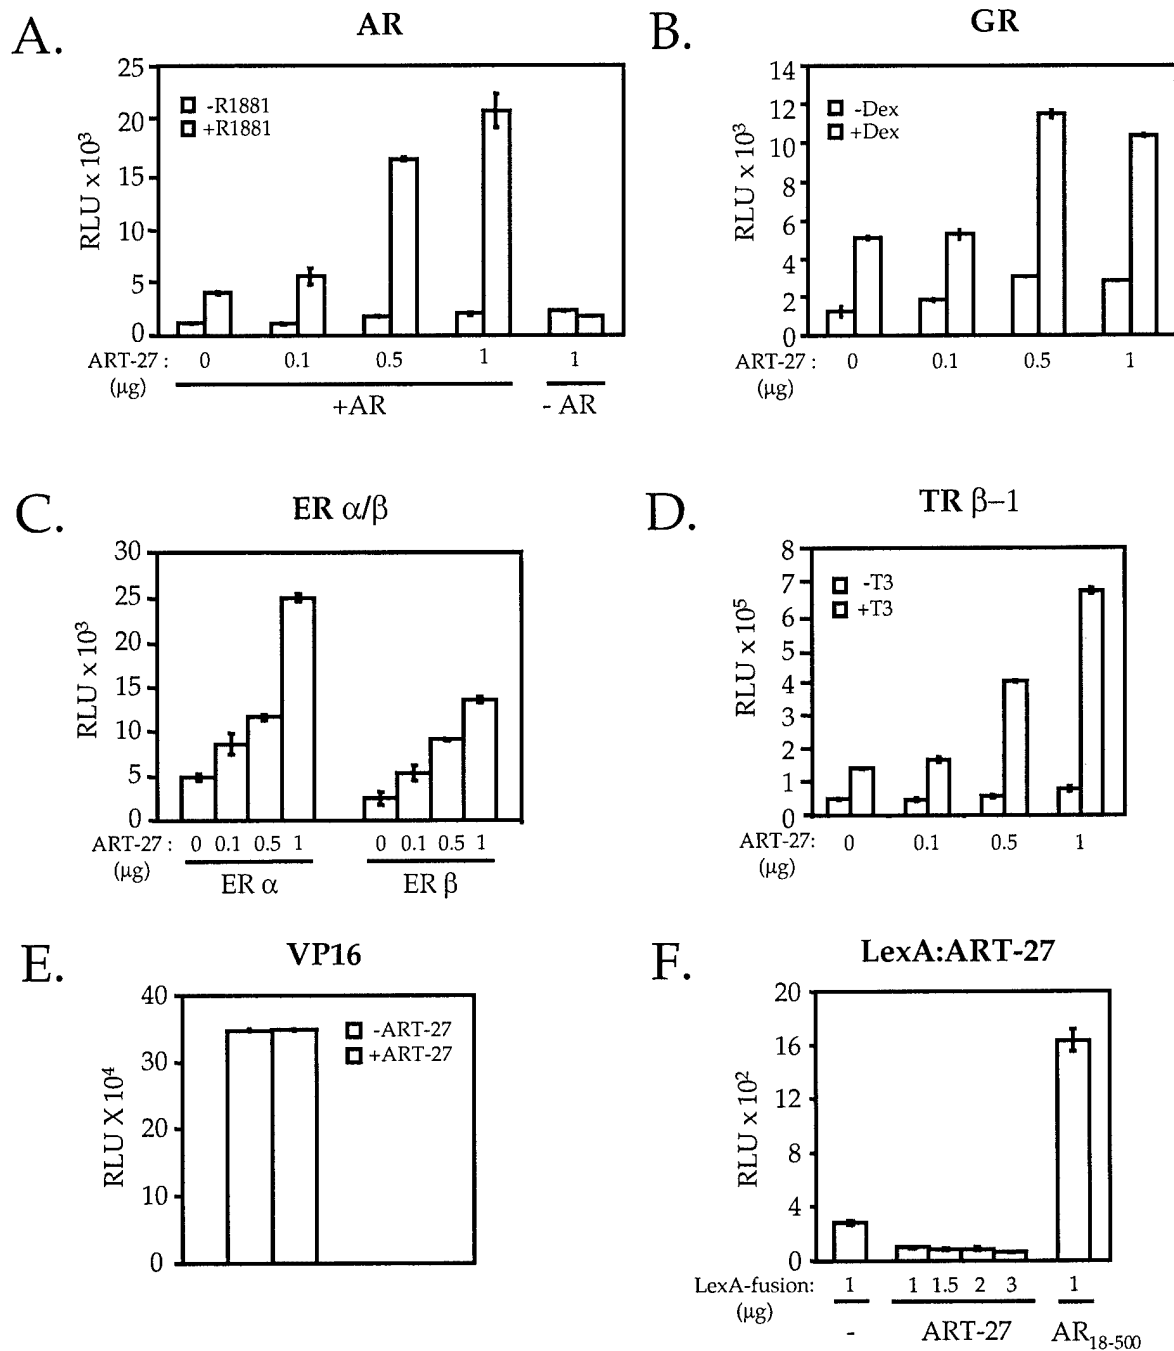 A.
AR
25
20
15
10
5
0
RLU x 10³
-R1881
+R1881
ART-27 : 0 0.1 0.5 1 1
(µg)
+AR - AR
B.
GR
14
12
10
8
6
4
2
0
RLU x 10³
-Dex
+Dex
ART-27 : 0 0.1 0.5 1
(µg)
C.
ER α/β
30
25
20
15
10
5
0
RLU x 10³
ART-27 : 0 0.1 0.5 1 0 0.1 0.5 1
(µg)
ER α ER β
D.
TR β–1
8
7
6
5
4
3
2
1
0
RLU x 10⁵
-T3
+T3
ART-27: 0 0.1 0.5 1
(µg)
E.
VP16
40
30
20
10
0
RLU X 10⁴
-ART-27
+ART-27
F.
LexA:ART-27
20
16
12
8
4
0
RLU x 10²
LexA-fusion: 1 1 1.5 2 3 1
(µg)
- ART-27 AR₁₈₋₅₀₀